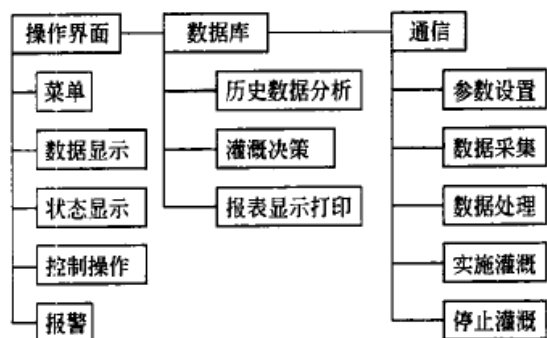 操作界面
数据库
通信
菜单
历史数据分析
参数设置
数据显示
灌溉决策
数据采集
状态显示
报表显示打印
数据处理
控制操作
实施灌溉
报警
停止灌溉